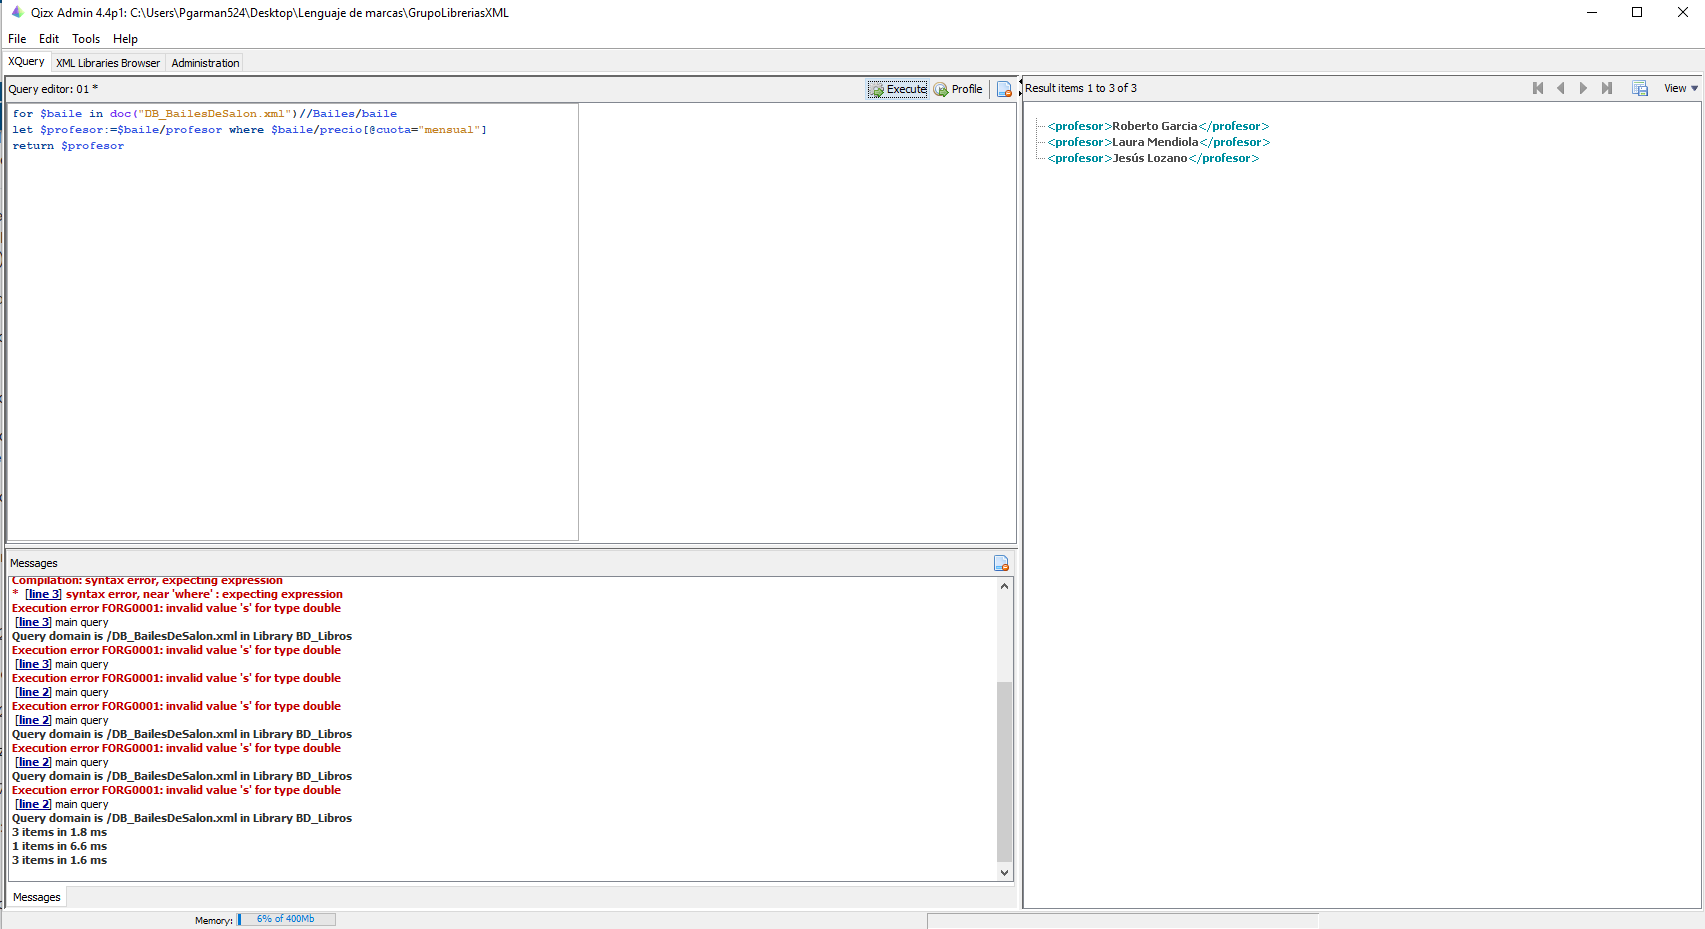 Qizx Admin 4.4p1: C:\Users\Pgarman524\Desktop\Lenguaje de marcas\GrupoLibreriasXML
File Edit Tools Help
XQuery XML Libraries Browser Administration
Query editor: 01 * Execute Profile
for $baile in doc("DB_BailesDeSalon.xml")//Bailes/baile
let $profesor:=$baile/profesor where $baile/precio[@cuota="mensual"]
return $profesor
Result items 1 to 3 of 3 View
<profesor>Roberto Garcia</profesor>
<profesor>Laura Mendiola</profesor>
<profesor>Jesús Lozano</profesor>
Messages
Compilation: syntax error, expecting expression
* [line 3] syntax error, near 'where' : expecting expression
Execution error FORG0001: invalid value 's' for type double
[line 3] main query
Query domain is /DB_BailesDeSalon.xml in Library BD_Libros
Execution error FORG0001: invalid value 's' for type double
[line 3] main query
Execution error FORG0001: invalid value 's' for type double
[line 2] main query
Execution error FORG0001: invalid value 's' for type double
[line 2] main query
Query domain is /DB_BailesDeSalon.xml in Library BD_Libros
Execution error FORG0001: invalid value 's' for type double
[line 2] main query
Query domain is /DB_BailesDeSalon.xml in Library BD_Libros
Execution error FORG0001: invalid value 's' for type double
[line 2] main query
Query domain is /DB_BailesDeSalon.xml in Library BD_Libros
3 items in 1.8 ms
1 items in 6.6 ms
3 items in 1.6 ms
Messages
Memory: 6% of 400Mb